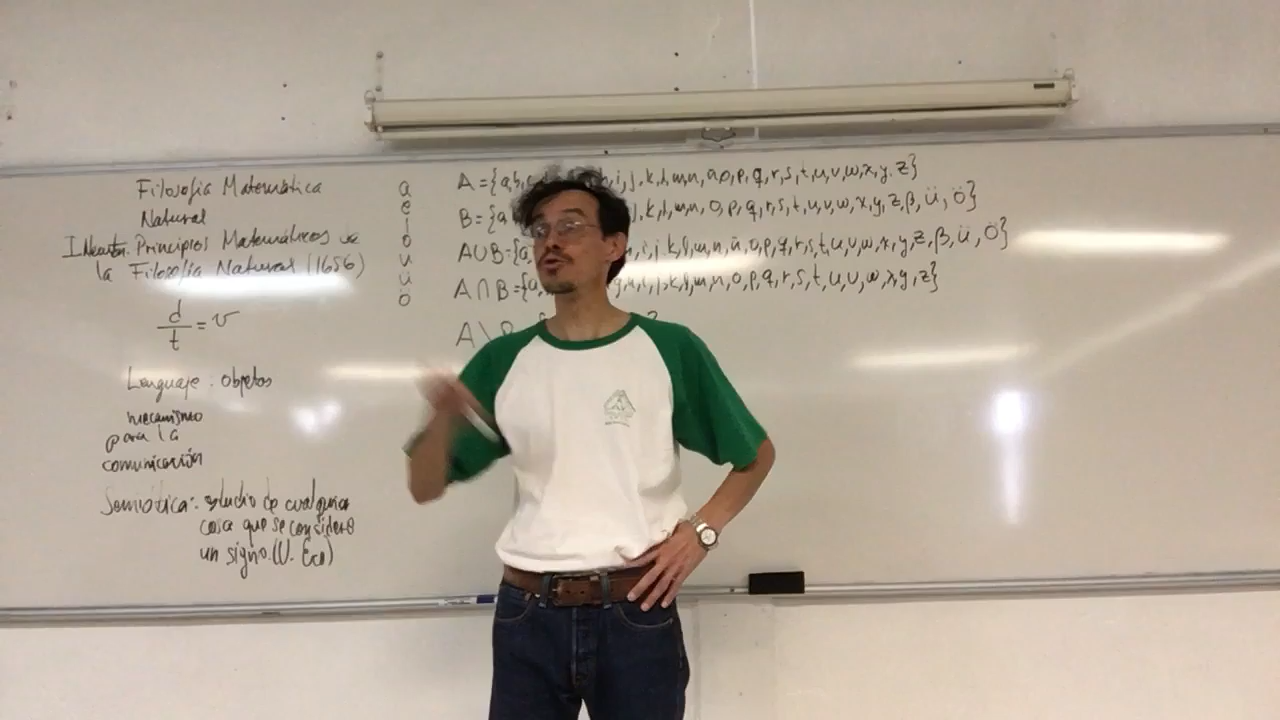 Filosofía Matemática
Natural
I. Newton. Principios Matemáticos de
la Filosofía Natural (1656)
d/t = v
Lenguaje . objetos
mecanismo
para la
comunicación
Semiótica: estudio de cualquier
cosa que se considere
un signo. (U. Eco)
a
e
i
o
u
ü
ö
A = {a,b,c, h,i,j,k,l,m,n,ñ,o,p,q,r,s,t,u,v,w,x,y,z}
B = {a j,k,l,m,n,o,p,q,r,s,t,u,v,w,x,y,z,β,ü,ö}
A∪B={a, i,j,k,l,m,n,ñ,o,p,q,r,s,t,u,v,w,x,y,z,β,ü,ö}
A∩B={a, g,h,i,j,k,l,m,n,o,p,q,r,s,t,u,v,w,x,y,z}
A\B